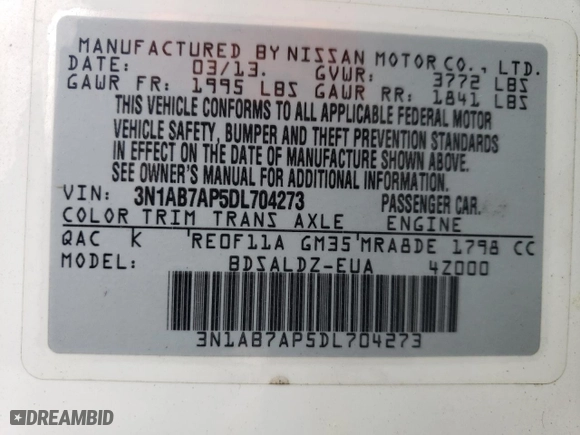 MANUFACTURED BY NISSAN MOTOR CO., LTD.
DATE: 03/13. GVWR: 3772 LBS
GAWR FR: 1995 LBS GAWR RR: 1841 LBS
THIS VEHICLE CONFORMS TO ALL APPLICABLE FEDERAL MOTOR
VEHICLE SAFETY, BUMPER AND THEFT PREVENTION STANDARDS
IN EFFECT ON THE DATE OF MANUFACTURE SHOWN ABOVE.
SEE OWNER'S MANUAL FOR ADDITIONAL INFORMATION.
VIN: 3N1AB7AP5DL704273 PASSENGER CAR.
COLOR TRIM TRANS AXLE ENGINE
QAC K 'RE0F11A GM35'MRA8DE 1798 CC
MODEL: BDSALDZ-EUA 4Z000
3N1AB7AP5DL704273
DREAMBID